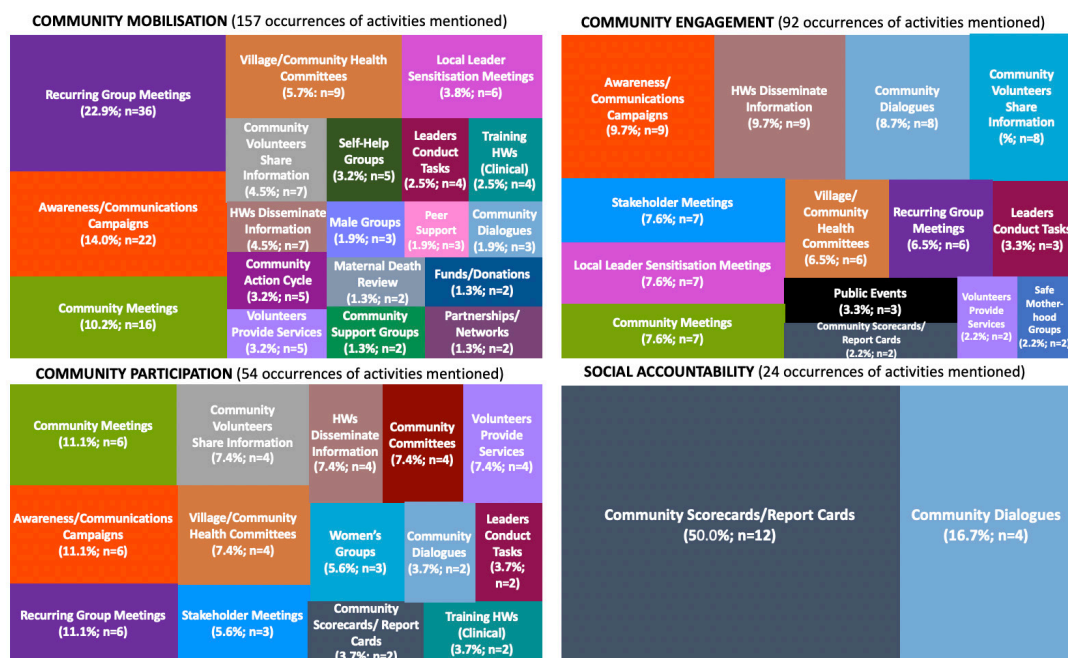 COMMUNITY MOBILISATION (157 occurrences of activities mentioned)
Recurring Group Meetings
(22.9%; n=36)
Awareness/Communications
Campaigns
(14.0%; n=22)
Community Meetings
(10.2%; n=16)
Village/Community Health
Committees
(5.7%: n=9)
Local Leader
Sensitisation Meetings
(3.8%; n=6)
Community
Volunteers
Share
Information
(4.5%; n=7)
Self-Help
Groups
(3.2%; n=5)
Leaders
Conduct
Tasks
(2.5%; n=4)
Training
HWs
(Clinical)
(2.5%; n=4)
HWs Disseminate
Information
(4.5%; n=7)
Male Groups
(1.9%; n=3)
Peer
Support
(1.9%; n=3)
Community
Dialogues
(1.9%; n=3)
Community
Action Cycle
(3.2%; n=5)
Maternal Death
Review
(1.3%; n=2)
Funds/Donations
(1.3%; n=2)
Volunteers
Provide Services
(3.2%; n=5)
Community
Support Groups
(1.3%; n=2)
Partnerships/
Networks
(1.3%; n=2)
COMMUNITY ENGAGEMENT (92 occurrences of activities mentioned)
Awareness/
Communications
Campaigns
(9.7%; n=9)
HWs Disseminate
Information
(9.7%; n=9)
Community
Dialogues
(8.7%; n=8)
Community
Volunteers
Share
Information
(%; n=8)
Stakeholder Meetings
(7.6%; n=7)
Local Leader Sensitisation Meetings
(7.6%; n=7)
Community Meetings
(7.6%; n=7)
Village/
Community
Health
Committees
(6.5%; n=6)
Recurring Group
Meetings
(6.5%; n=6)
Leaders
Conduct Tasks
(3.3%; n=3)
Public Events
(3.3%; n=3)
Community Scorecards/
Report Cards
(2.2%; n=2)
Volunteers
Provide
Services
(2.2%; n=2)
Safe
Mother-
hood
Groups
(2.2%; n=2)
COMMUNITY PARTICIPATION (54 occurrences of activities mentioned)
Community Meetings
(11.1%; n=6)
Awareness/Communications
Campaigns
(11.1%; n=6)
Recurring Group Meetings
(11.1%; n=6)
Community
Volunteers
Share Information
(7.4%; n=4)
HWs
Disseminate
Information
(7.4%; n=4)
Community
Committees
(7.4%; n=4)
Volunteers
Provide
Services
(7.4%; n=4)
Village/Community
Health Committees
(7.4%; n=4)
Women's
Groups
(5.6%; n=3)
Community
Dialogues
(3.7%; n=2)
Leaders
Conduct
Tasks
(3.7%;
n=2)
Stakeholder Meetings
(5.6%; n=3)
Community
Scorecards/ Report
Cards
(3.7%; n=2)
Training HWs
(Clinical)
(3.7%; n=2)
SOCIAL ACCOUNTABILITY (24 occurrences of activities mentioned)
Community Scorecards/Report Cards
(50.0%; n=12)
Community Dialogues
(16.7%; n=4)